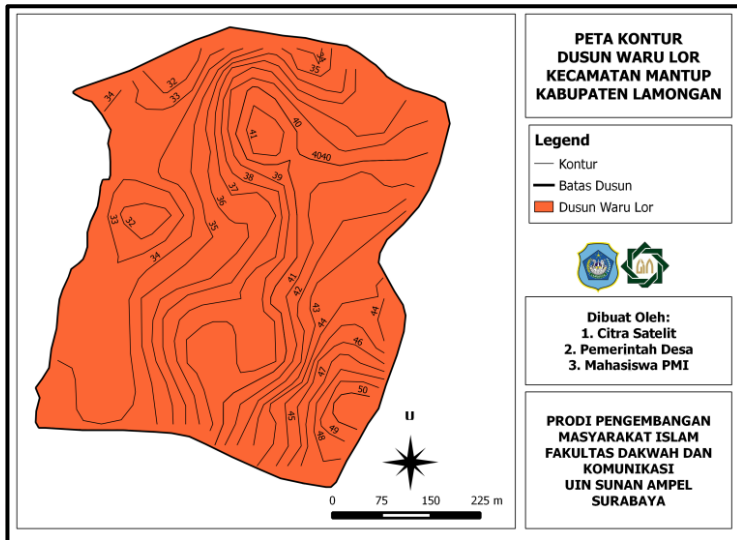 PETA KONTUR
DUSUN WARU LOR
KECAMATAN MANTUP
KABUPATEN LAMONGAN
Legend
Kontur
Batas Dusun
Dusun Waru Lor
Dibuat Oleh:
1. Citra Satelit
2. Pemerintah Desa
3. Mahasiswa PMI
PRODI PENGEMBANGAN
MASYARAKAT ISLAM
FAKULTAS DAKWAH DAN
KOMUNIKASI
UIN SUNAN AMPEL
SURABAYA
34
32
33
35
41
40
4040
39
38
37
36
35
33
32
34
41
42
43
44
44
46
47
50
45
49
48
U
0 75 150 225 m